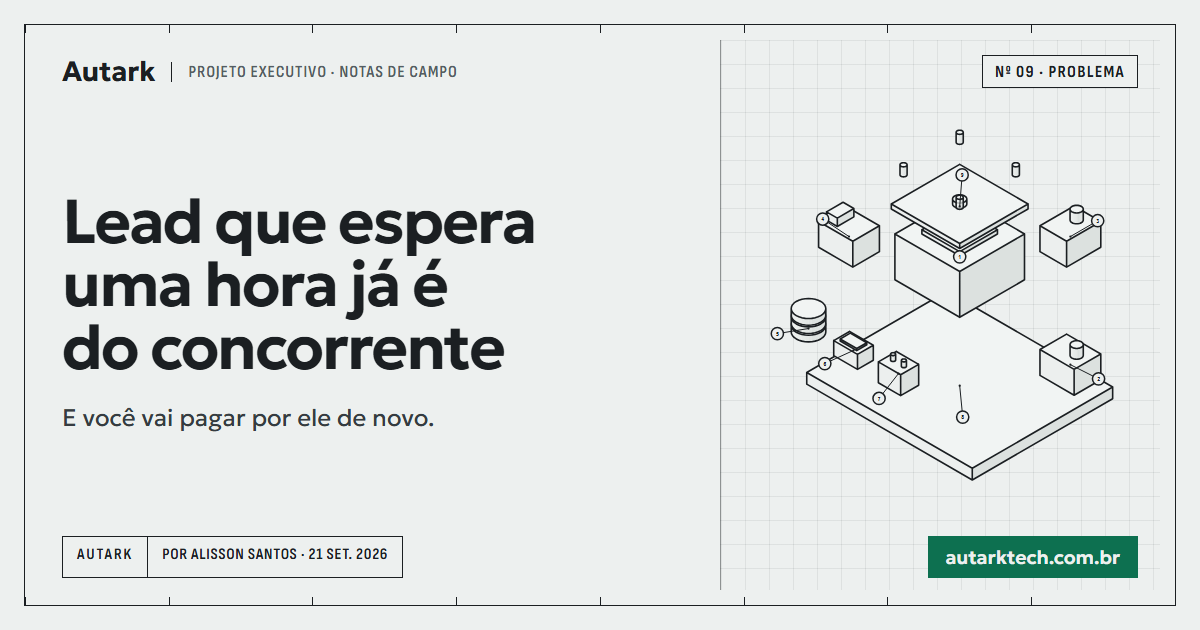 Autark
PROJETO EXECUTIVO · NOTAS DE CAMPO
Nº 09 · PROBLEMA
Lead que espera
uma hora já é
do concorrente
E você vai pagar por ele de novo.
AUTARK
POR ALISSON SANTOS · 21 SET. 2026
autarktech.com.br